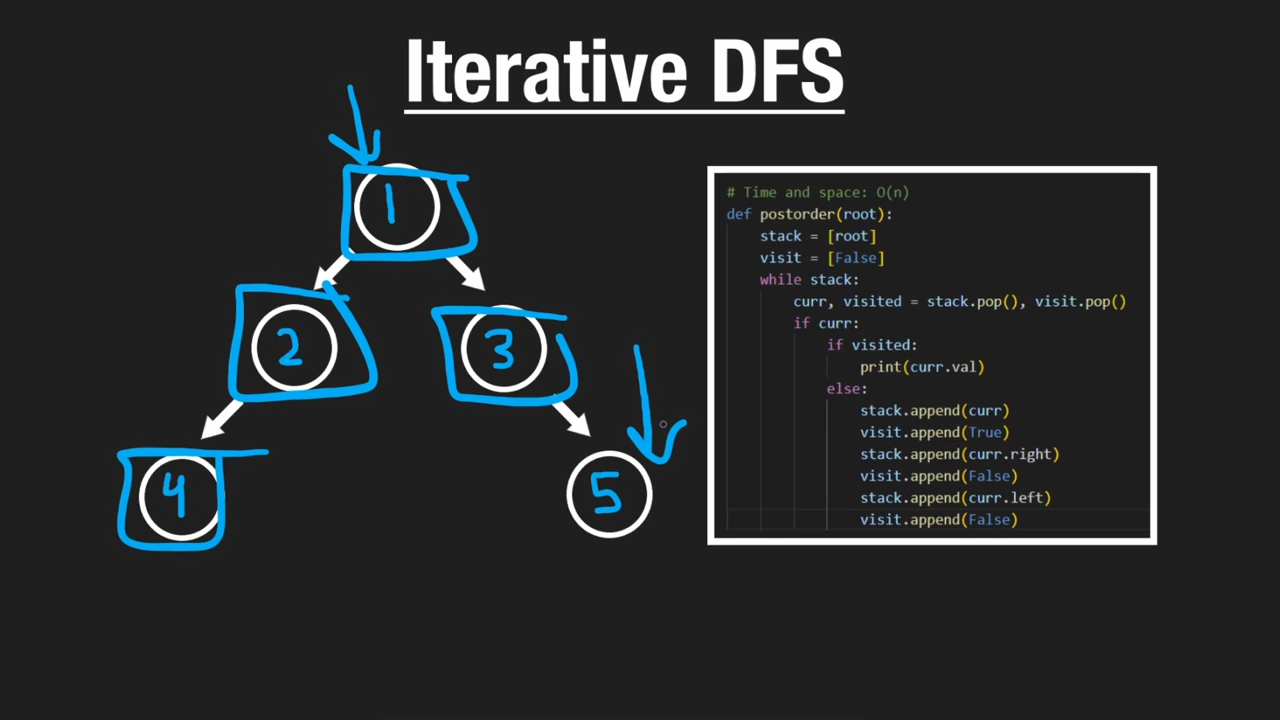 Iterative DFS
1
2
3
4
5
# Time and space: O(n)
def postorder(root):
    stack = [root]
    visit = [False]
    while stack:
        curr, visited = stack.pop(), visit.pop()
        if curr:
            if visited:
                print(curr.val)
            else:
                stack.append(curr)
                visit.append(True)
                stack.append(curr.right)
                visit.append(False)
                stack.append(curr.left)
                visit.append(False)